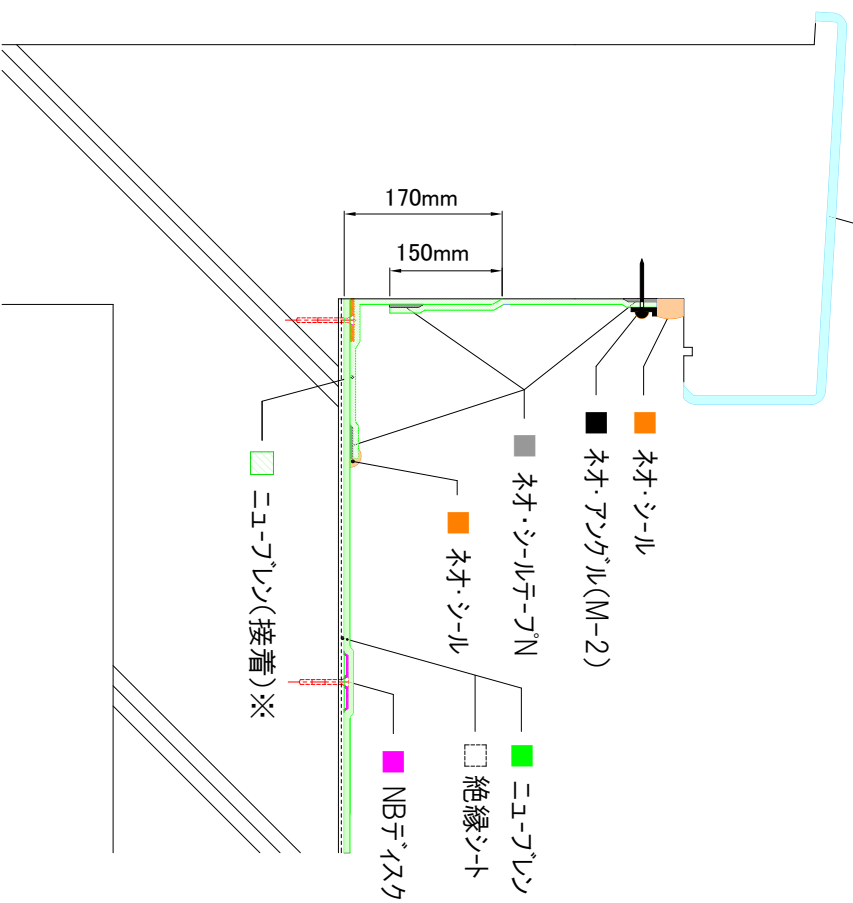 170mm
150mm
ネオ・シール
ネオ・アングル(M-2)
ネオ・シールテープN
ネオ・シール
ニューブレン(接着)※
ニューブレン
絶縁シート
NBディスク